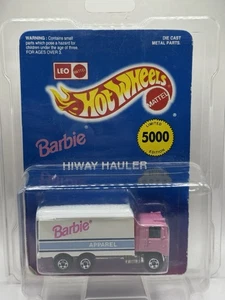 WARNING: Contains small
parts which pose a hazard for
children under the age of three.
FOR AGES OVER 3.
DIE CAST
METAL PARTS
LEO
MATTEL
HOT WHEELS
MATTEL
LIMITED
5000
EDITION
Barbie
HIWAY HAULER
Barbie
APPAREL